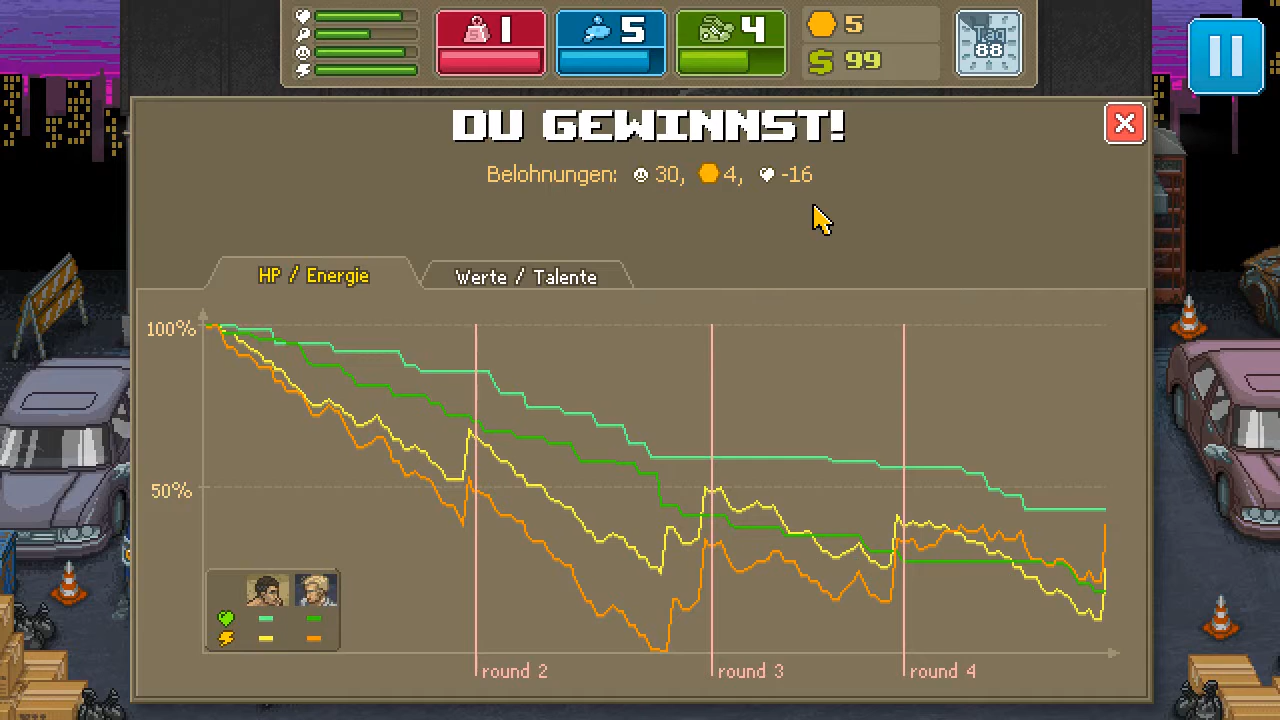 1
5
4
5
99
Tag
88
DU GEWINNST!
Belohnungen: 30, 4, -16
HP / Energie
Werte / Talente
100%
50%
round 2
round 3
round 4